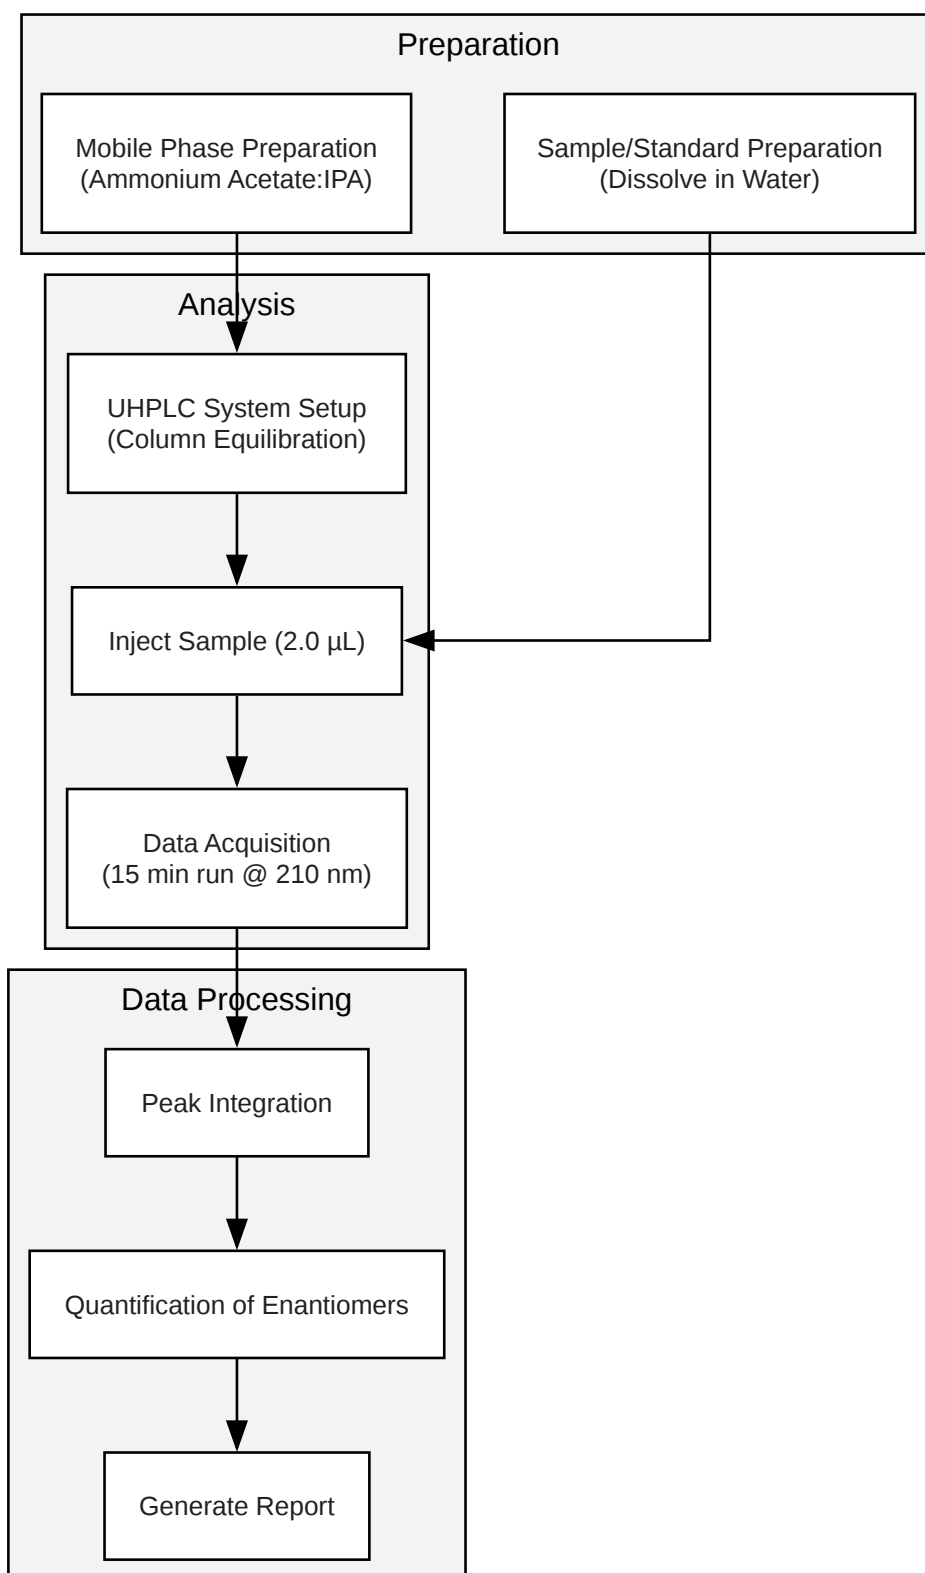 Preparation
Mobile Phase Preparation
(Ammonium Acetate:IPA)
Sample/Standard Preparation
(Dissolve in Water)
Analysis
UHPLC System Setup
(Column Equilibration)
Inject Sample (2.0 µL)
Data Acquisition
(15 min run @ 210 nm)
Data Processing
Peak Integration
Quantification of Enantiomers
Generate Report